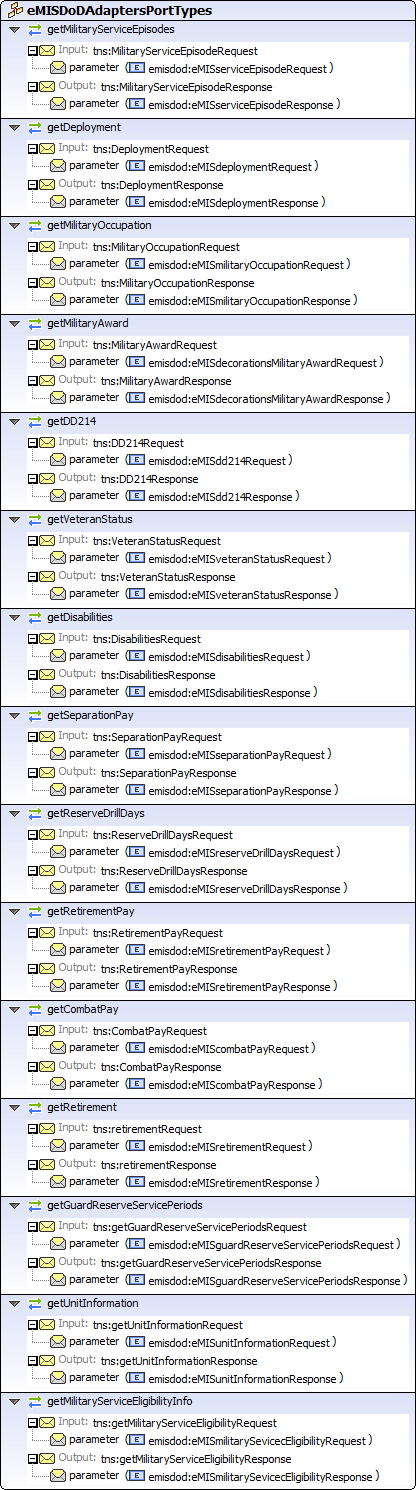 eMISDoDAdaptersPortTypes
getMilitaryServiceEpisodes
Input: tns:MilitaryServiceEpisodeRequest
parameter ( E emisdod:eMISserviceEpisodeRequest )
Output: tns:MilitaryServiceEpisodeResponse
parameter ( E emisdod:eMISserviceEpisodeResponse )
getDeployment
Input: tns:DeploymentRequest
parameter ( E emisdod:eMISdeploymentRequest )
Output: tns:DeploymentResponse
parameter ( E emisdod:eMISdeploymentResponse )
getMilitaryOccupation
Input: tns:MilitaryOccupationRequest
parameter ( E emisdod:eMISmilitaryOccupationRequest )
Output: tns:MilitaryOccupationResponse
parameter ( E emisdod:eMISmilitaryOccupationResponse )
getMilitaryAward
Input: tns:MilitaryAwardRequest
parameter ( E emisdod:eMISdecorationsMilitaryAwardRequest )
Output: tns:MilitaryAwardResponse
parameter ( E emisdod:eMISdecorationsMilitaryAwardResponse )
getDD214
Input: tns:DD214Request
parameter ( E emisdod:eMISdd214Request )
Output: tns:DD214Response
parameter ( E emisdod:eMISdd214Response )
getVeteranStatus
Input: tns:VeteranStatusRequest
parameter ( E emisdod:eMISveteranStatusRequest )
Output: tns:VeteranStatusResponse
parameter ( E emisdod:eMISveteranStatusResponse )
getDisabilities
Input: tns:DisabilitiesRequest
parameter ( E emisdod:eMISdisabilitiesRequest )
Output: tns:DisabilitiesResponse
parameter ( E emisdod:eMISdisabilitiesResponse )
getSeparationPay
Input: tns:SeparationPayRequest
parameter ( E emisdod:eMISseparationPayRequest )
Output: tns:SeparationPayResponse
parameter ( E emisdod:eMISseparationPayResponse )
getReserveDrillDays
Input: tns:ReserveDrillDaysRequest
parameter ( E emisdod:eMISreserveDrillDaysRequest )
Output: tns:ReserveDrillDaysResponse
parameter ( E emisdod:eMISreserveDrillDaysResponse )
getRetirementPay
Input: tns:RetirementPayRequest
parameter ( E emisdod:eMISretirementPayRequest )
Output: tns:RetirementPayResponse
parameter ( E emisdod:eMISretirementPayResponse )
getCombatPay
Input: tns:CombatPayRequest
parameter ( E emisdod:eMIScombatPayRequest )
Output: tns:CombatPayResponse
parameter ( E emisdod:eMIScombatPayResponse )
getRetirement
Input: tns:retirementRequest
parameter ( E emisdod:eMISretirementRequest )
Output: tns:retirementResponse
parameter ( E emisdod:eMISretirementResponse )
getGuardReserveServicePeriods
Input: tns:getGuardReserveServicePeriodsRequest
parameter ( E emisdod:eMISguardReserveServicePeriodsRequest )
Output: tns:getGuardReserveServicePeriodsResponse
parameter ( E emisdod:eMISguardReserveServicePeriodsResponse )
getUnitInformation
Input: tns:getUnitInformationRequest
parameter ( E emisdod:eMISunitInformationRequest )
Output: tns:getUnitInformationResponse
parameter ( E emisdod:eMISunitInformationResponse )
getMilitaryServiceEligibilityInfo
Input: tns:getMilitaryServiceEligibilityRequest
parameter ( E emisdod:eMISmilitarySevicecEligibilityRequest )
Output: tns:getMilitaryServiceEligibilityResponse
parameter ( E emisdod:eMISmilitarySevicecEligibilityResponse )